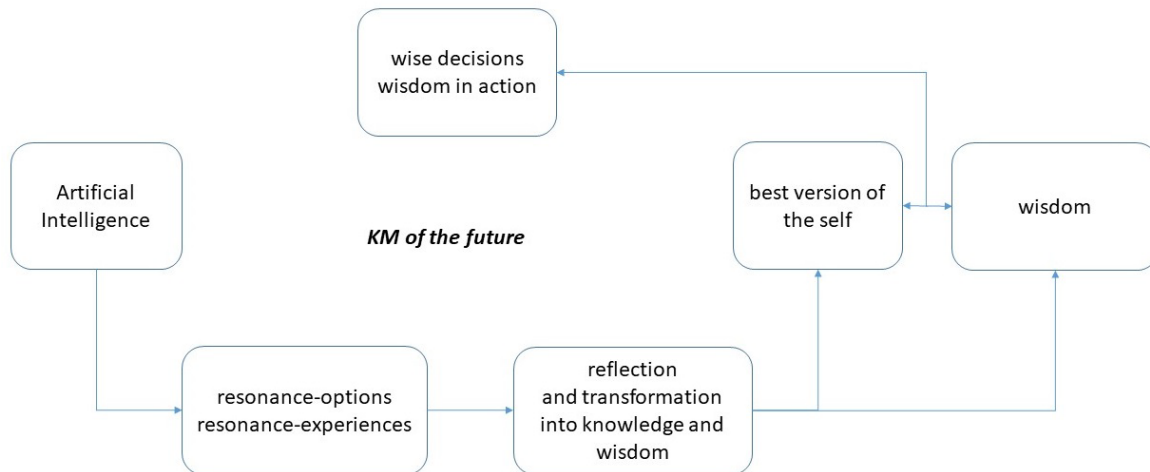 wise decisions
wisdom in action
Artificial
Intelligence
KM of the future
best version of
the self
wisdom
resonance-options
resonance-experiences
reflection
and transformation
into knowledge and
wisdom